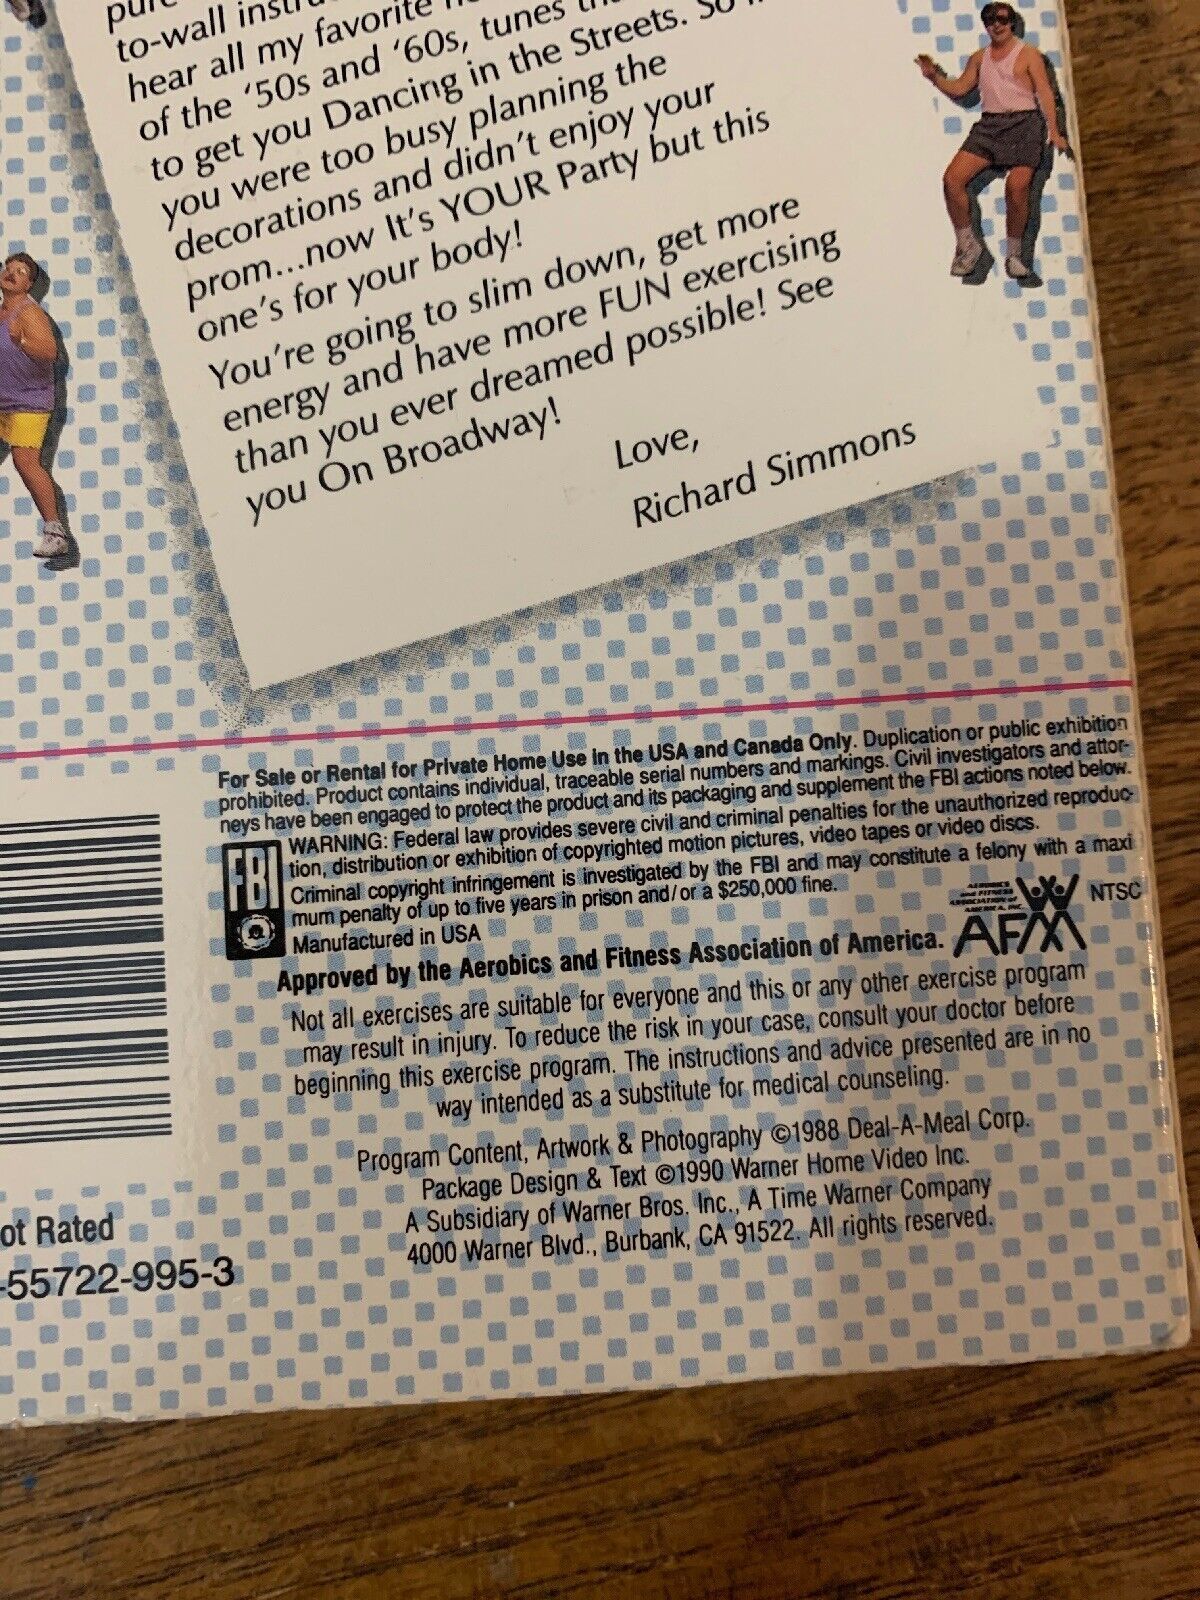 to-wall
hear all my favorite
of the '50s and '60s, tunes
to get you Dancing in the Streets. So
you were too busy planning the
decorations and didn't enjoy your
prom...now It's YOUR Party but this
one's for your body!
You're going to slim down, get more
energy and have more FUN exercising
than you ever dreamed possible! See
you On Broadway!
Love,
Richard Simmons
For Sale or Rental for Private Home Use in the USA and Canada Only. Duplication or public exhibition
prohibited. Product contains individual, traceable serial numbers and markings. Civil investigators and attor-
neys have been engaged to protect the product and its packaging and supplement the FBI actions noted below.
FBI
WARNING: Federal law provides severe civil and criminal penalties for the unauthorized reproduc-
tion, distribution or exhibition of copyrighted motion pictures, video tapes or video discs.
Criminal copyright infringement is investigated by the FBI and may constitute a felony with a maxi
mum penalty of up to five years in prison and/or a $250,000 fine.
Manufactured in USA
AEROBICS
and FITNESS
ASSOCIATION of
AMERICA, INC.
AFAA
NTSC
Approved by the Aerobics and Fitness Association of America.
Not all exercises are suitable for everyone and this or any other exercise program
may result in injury. To reduce the risk in your case, consult your doctor before
beginning this exercise program. The instructions and advice presented are in no
way intended as a substitute for medical counseling.
Program Content, Artwork & Photography ©1988 Deal-A-Meal Corp.
Package Design & Text ©1990 Warner Home Video Inc.
A Subsidiary of Warner Bros. Inc., A Time Warner Company
4000 Warner Blvd., Burbank, CA 91522. All rights reserved.
ot Rated
-55722-995-3